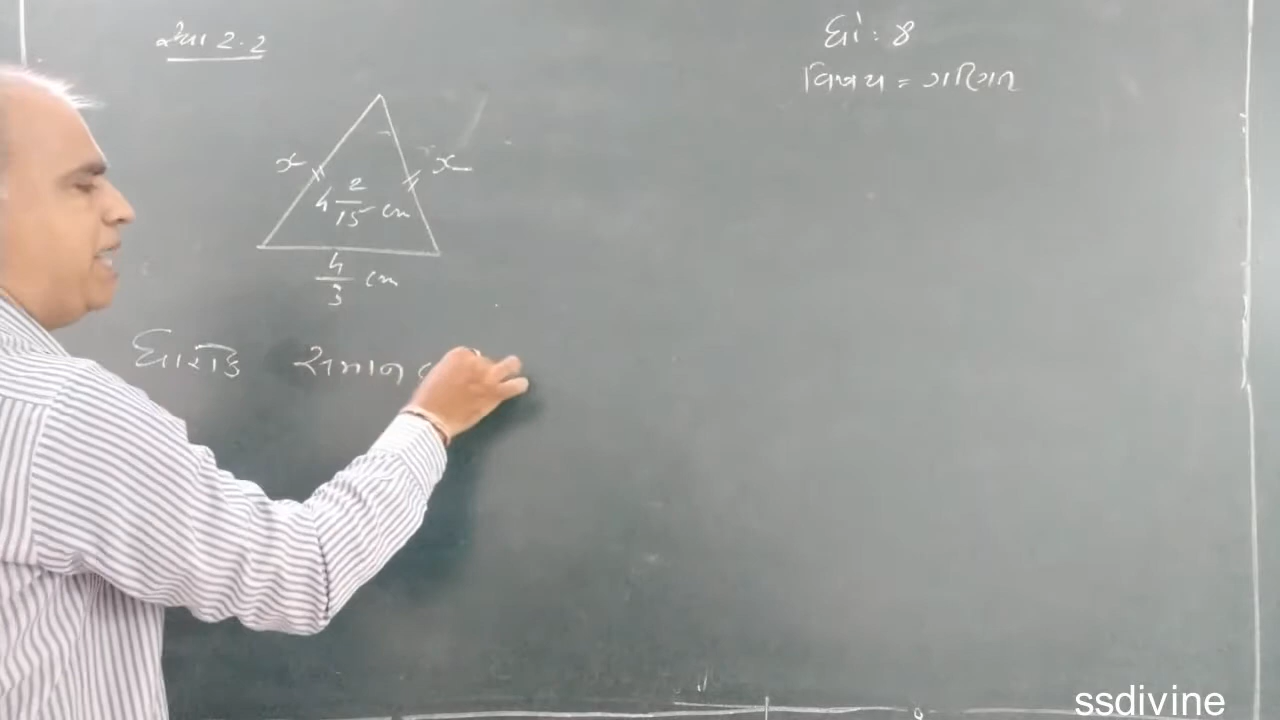 સ્વા 2.2
ધો : 8
વિષય = ગણિત
x
x
4 2/15 cm
4/3 cm
ધારોકે સમાન
ssdivine